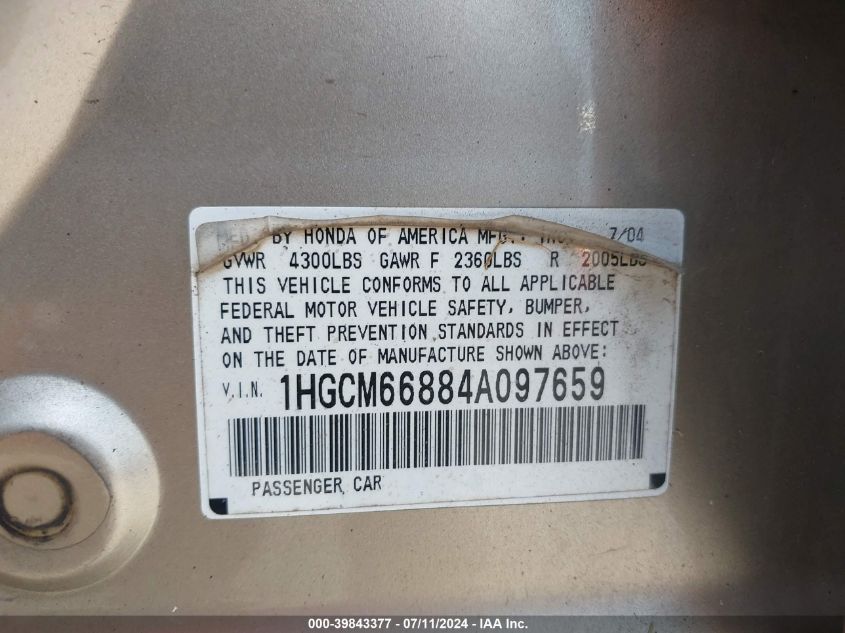 BY HONDA OF AMERICA MFG., INC. 7/04
GVWR 4300LBS GAWR F 2360LBS R 2005LBS
THIS VEHICLE CONFORMS TO ALL APPLICABLE
FEDERAL MOTOR VEHICLE SAFETY, BUMPER,
AND THEFT PREVENTION STANDARDS IN EFFECT
ON THE DATE OF MANUFACTURE SHOWN ABOVE:
V.I.N. 1HGCM66884A097659
PASSENGER CAR
000-39843377 - 07/11/2024 - IAA Inc.